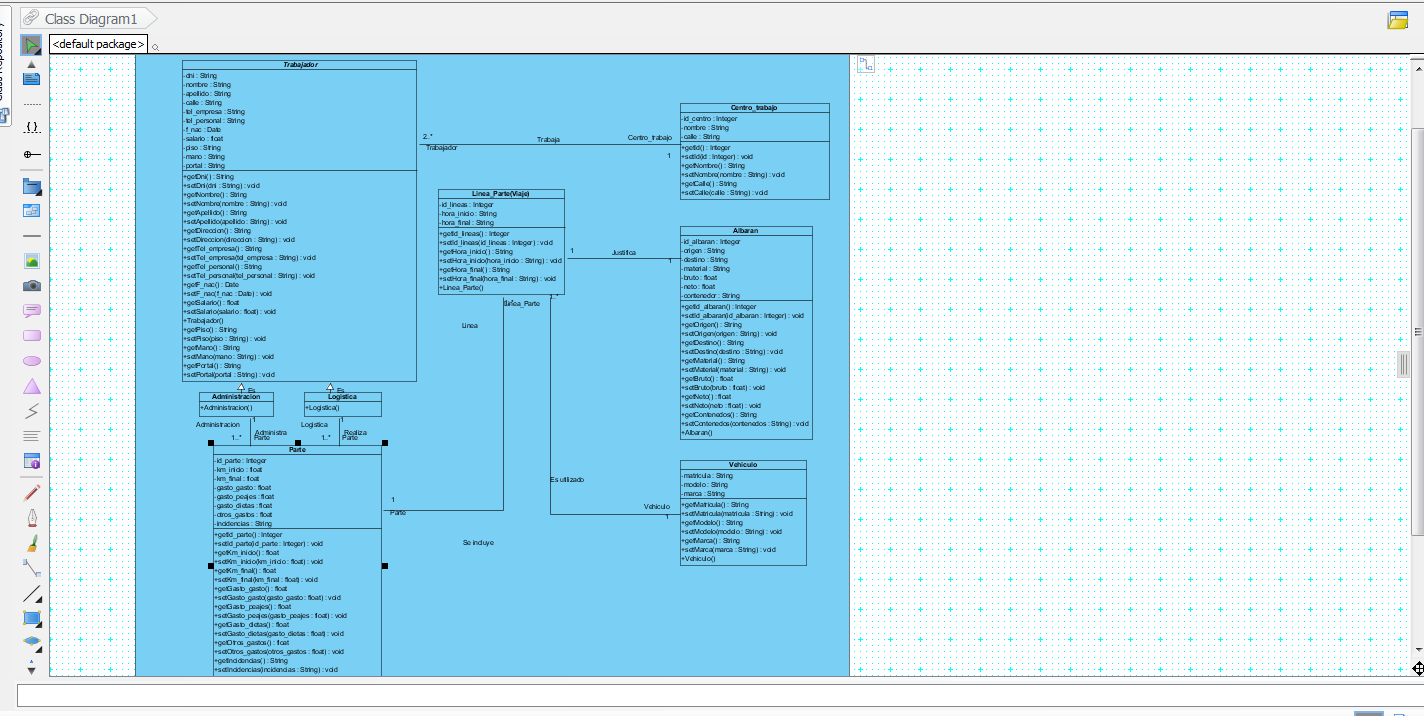 Class Diagram1
<default package>
Trabajador
-dni : String
-nombre : String
-apellido : String
-calle : String
-tel_empresa : String
-tel_personal : String
-f_nac : Date
-salario : float
-piso : String
-mano : String
-portal : String
+getDni() : String
+setDni(dni : String) : void
+getNombre() : String
+setNombre(nombre : String) : void
+getApellido() : String
+setApellido(apellido : String) : void
+getDireccion() : String
+setDireccion(direccion : String) : void
+getTel_empresa() : String
+setTel_empresa(tel_empresa : String) : void
+getTel_personal() : String
+setTel_personal(tel_personal : String) : void
+getF_nac() : Date
+setF_nac(f_nac : Date) : void
+getSalario() : float
+setSalario(salario : float) : void
+Trabajador()
+getPiso() : String
+setPiso(piso : String) : void
+getMano() : String
+setMano(mano : String) : void
+getPortal() : String
+setPortal(portal : String) : void
2..*
Trabajador
Trabaja
Centro_trabajo
1
Centro_trabajo
-id_centro : Integer
-nombre : String
-calle : String
+getId() : Integer
+setId(id : Integer) : void
+getNombre() : String
+setNombre(nombre : String) : void
+getCalle() : String
+setCalle(calle : String) : void
Linea_Parte(Viaje)
-id_lineas : Integer
-hora_inicio : String
-hora_final : String
+getId_lineas() : Integer
+setId_lineas(id_lineas : Integer) : void
+getHora_inicio() : String
+setHora_inicio(hora_inicio : String) : void
+getHora_final() : String
+setHora_final(hora_final : String) : void
+Linea_Parte()
1
Justifica
1
Linea_Parte
1..*
Linea
Albaran
-id_albaran : Integer
-origen : String
-destino : String
-material : String
-bruto : float
-neto : float
-contenedor : String
+getId_albaran() : Integer
+setId_albaran(id_albaran : Integer) : void
+getOrigen() : String
+setOrigen(origen : String) : void
+getDestino() : String
+setDestino(destino : String) : void
+getMaterial() : String
+setMaterial(material : String) : void
+getBruto() : float
+setBruto(bruto : float) : void
+getNeto() : float
+setNeto(neto : float) : void
+getContenedos() : String
+setContenedos(contenedos : String) : void
+Albaran()
Es
Es
Administracion
+Administracion()
Logistica
+Logistica()
1
Administracion
Administra
1..*
Parte
1
Logistica
Realiza
1..*
Parte
Parte
-id_parte : Integer
-km_inicio : float
-km_final : float
-gasto_gasto : float
-gasto_peajes : float
-gasto_dietas : float
-otros_gastos : float
-incidencias : String
+getId_parte() : Integer
+setId_parte(id_parte : Integer) : void
+getKm_inicio() : float
+setKm_inicio(km_inicio : float) : void
+getKm_final() : float
+setKm_final(km_final : float) : void
+getGasto_gasto() : float
+setGasto_gasto(gasto_gasto : float) : void
+getGasto_peajes() : float
+setGasto_peajes(gasto_peajes : float) : void
+getGasto_dietas() : float
+setGasto_dietas(gasto_dietas : float) : void
+getOtros_gastos() : float
+setOtros_gastos(otros_gastos : float) : void
+getIncidencias() : String
+setIncidencias(incidencias : String) : void
1
Parte
Se incluye
Es utilizado
Vehiculo
1
Vehiculo
-matricula : String
-modelo : String
-marca : String
+getMatricula() : String
+setMatricula(matricula : String) : void
+getModelo() : String
+setModelo(modelo : String) : void
+getMarca() : String
+setMarca(marca : String) : void
+Vehiculo()